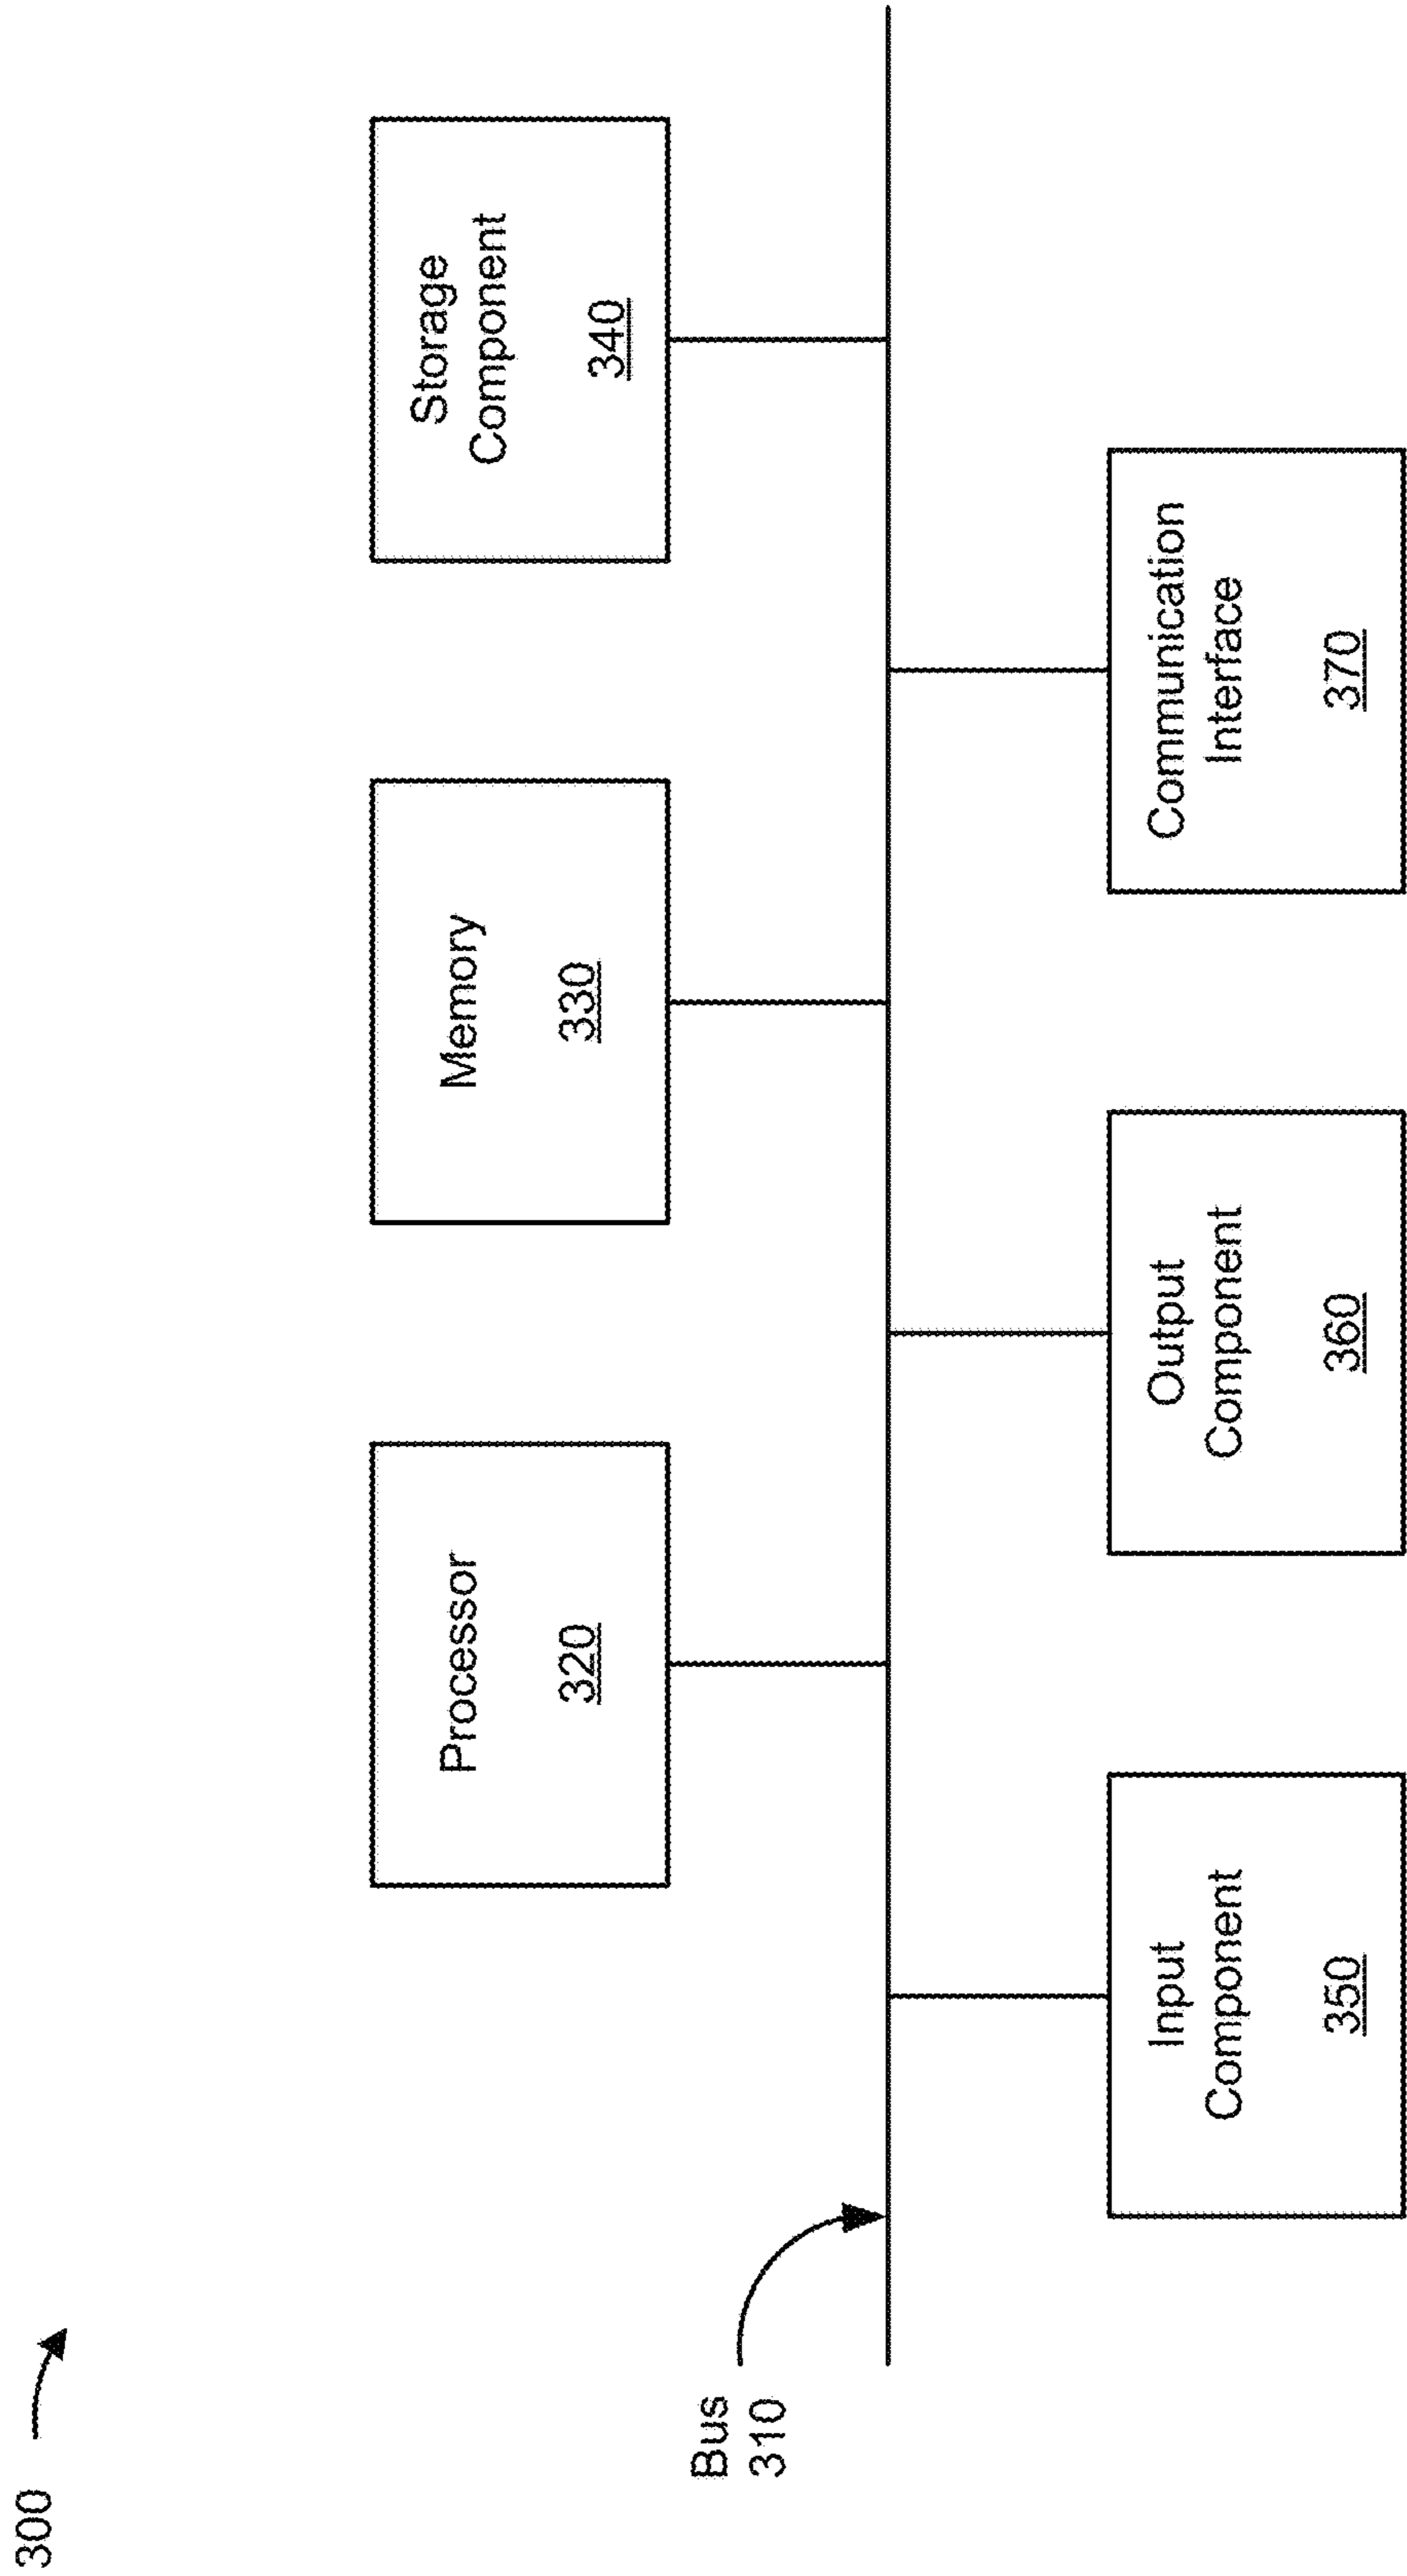 300
Processor
320
Memory
330
Storage
Component
340
Bus
310
Input
Component
350
Output
Component
360
Communication
Interface
370